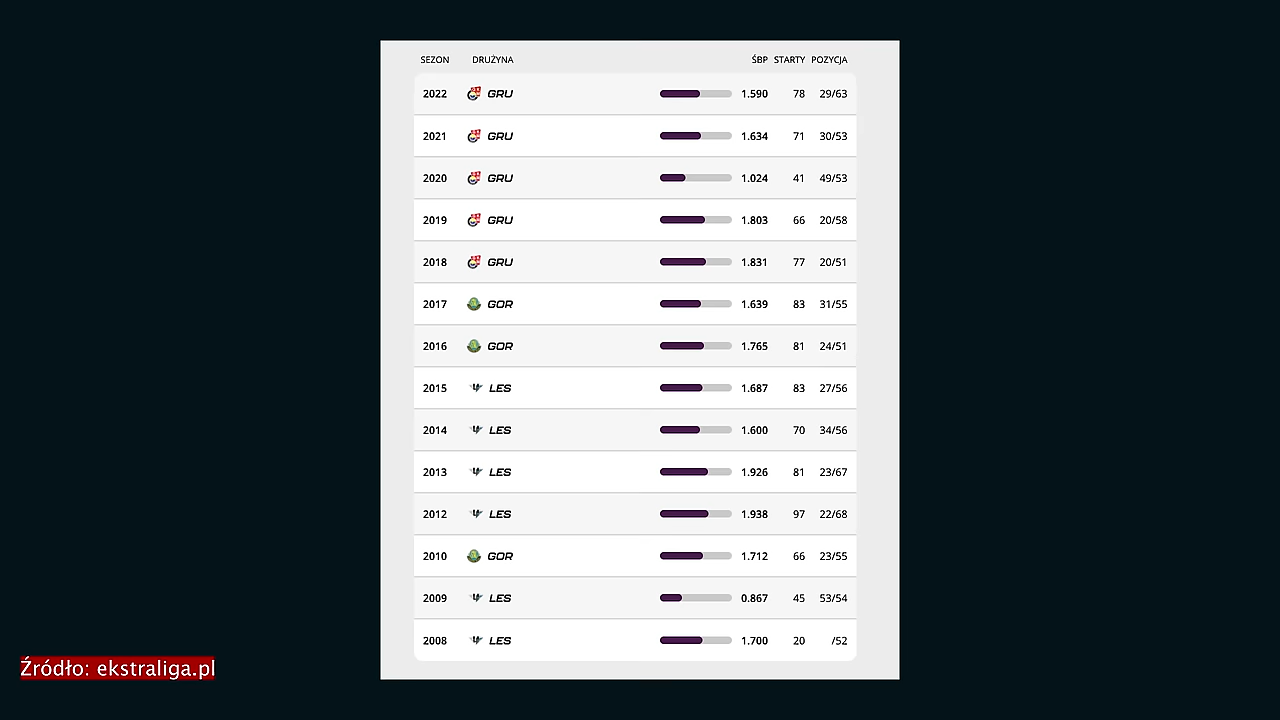 SEZON DRUŻYNA ŚBP STARTY POZYCJA
2022 GRU 1.590 78 29/63
2021 GRU 1.634 71 30/53
2020 GRU 1.024 41 49/53
2019 GRU 1.803 66 20/58
2018 GRU 1.831 77 20/51
2017 GOR 1.639 83 31/55
2016 GOR 1.765 81 24/51
2015 LES 1.687 83 27/56
2014 LES 1.600 70 34/56
2013 LES 1.926 81 23/67
2012 LES 1.938 97 22/68
2010 GOR 1.712 66 23/55
2009 LES 0.867 45 53/54
2008 LES 1.700 20 /52
Źródło: ekstraliga.pl